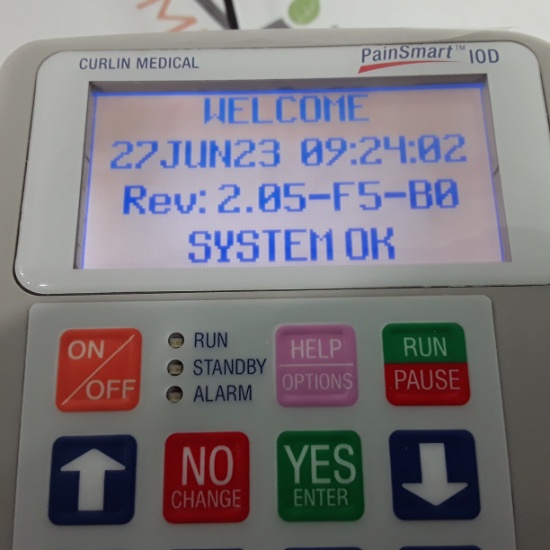 CURLIN MEDICAL
PainSmart™ IOD
WELCOME
27JUN23 09:24:02
Rev: 2.05-F5-B0
SYSTEM OK
ON/OFF
RUN
STANDBY
ALARM
HELP
OPTIONS
RUN
PAUSE
NO
CHANGE
YES
ENTER